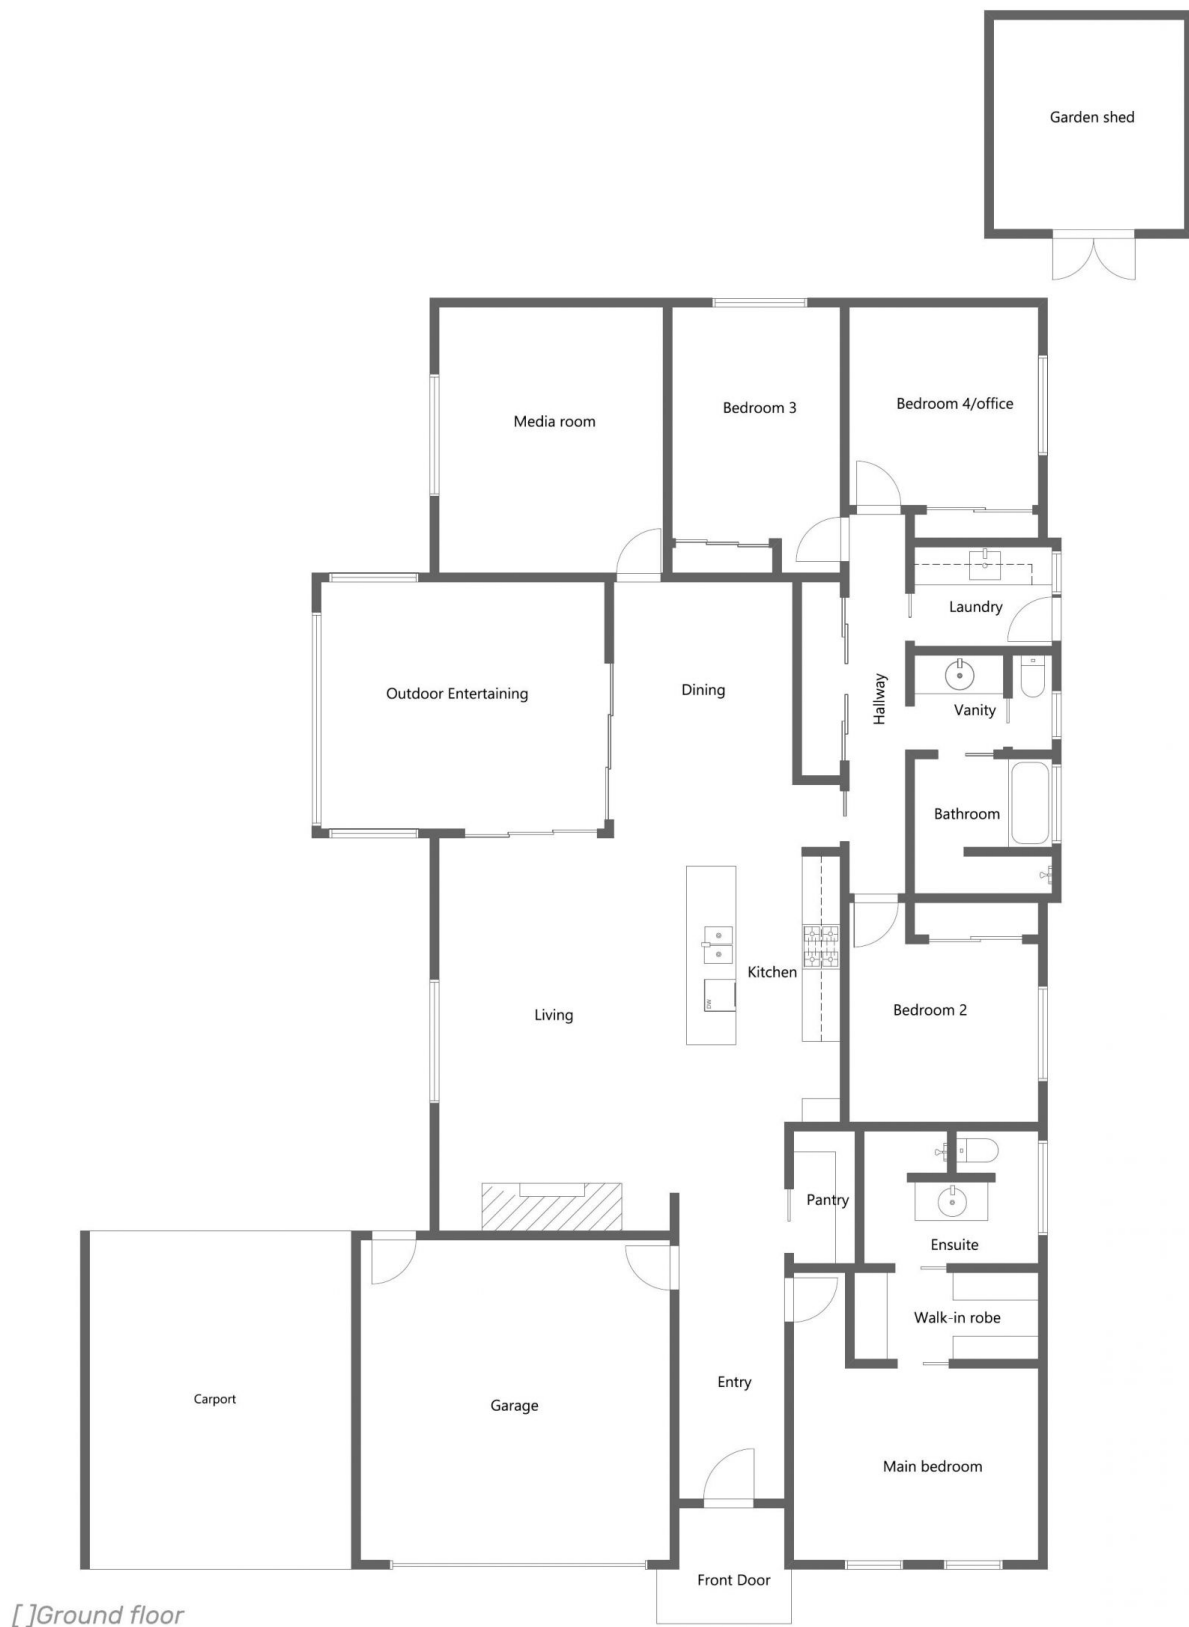 Garden shed
Media room
Bedroom 3
Bedroom 4/office
Laundry
Outdoor Entertaining
Dining
Hallway
Vanity
Bathroom
Living
DW
Kitchen
Bedroom 2
Pantry
Ensuite
Walk-in robe
Carport
Garage
Entry
Main bedroom
Front Door
[ ]Ground floor